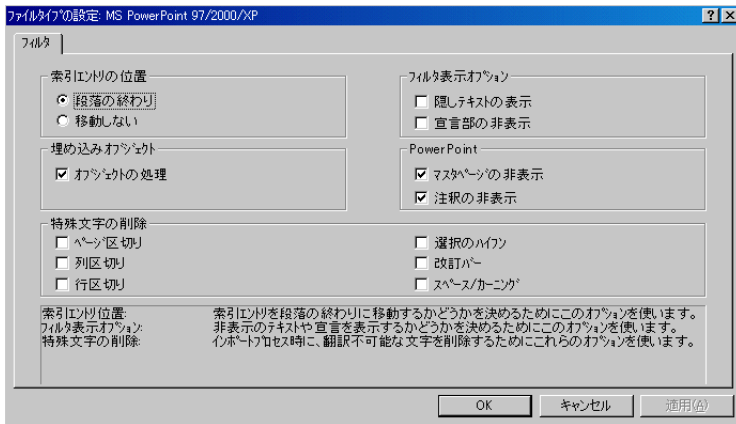 ﾌｧｲﾙﾀｲﾌﾟの設定: MS PowerPoint 97/2000/XP
ﾌｨﾙﾀ
索引ｴﾝﾄﾘの位置
段落の終わり
移動しない
ﾌｨﾙﾀ表示ｵﾌﾟｼｮﾝ
隠しﾃｷｽﾄの表示
宣言部の非表示
埋め込みｵﾌﾞｼﾞｪｸﾄ
ｵﾌﾞｼﾞｪｸﾄの処理
PowerPoint
ﾏｽﾀﾍﾟｰｼﾞの非表示
注釈の非表示
特殊文字の削除
ﾍﾟｰｼﾞ区切り
列区切り
行区切り
選択のﾊｲﾌﾝ
改訂ﾊﾞｰ
ｽﾍﾟｰｽ/ｶｰﾆﾝｸﾞ
索引ｴﾝﾄﾘ位置: 索引ｴﾝﾄﾘを段落の終わりに移動するかどうかを決めるためにこのｵﾌﾟｼｮﾝを使います。
ﾌｨﾙﾀ表示ｵﾌﾟｼｮﾝ: 非表示のﾃｷｽﾄや宣言を表示するかどうかを決めるためにこのｵﾌﾟｼｮﾝを使います。
特殊文字の削除: ｲﾝﾎﾟｰﾄﾌﾟﾛｾｽ時に、翻訳不可能な文字を削除するためにこれらのｵﾌﾟｼｮﾝを使います。
OK
ｷｬﾝｾﾙ
適用(A)